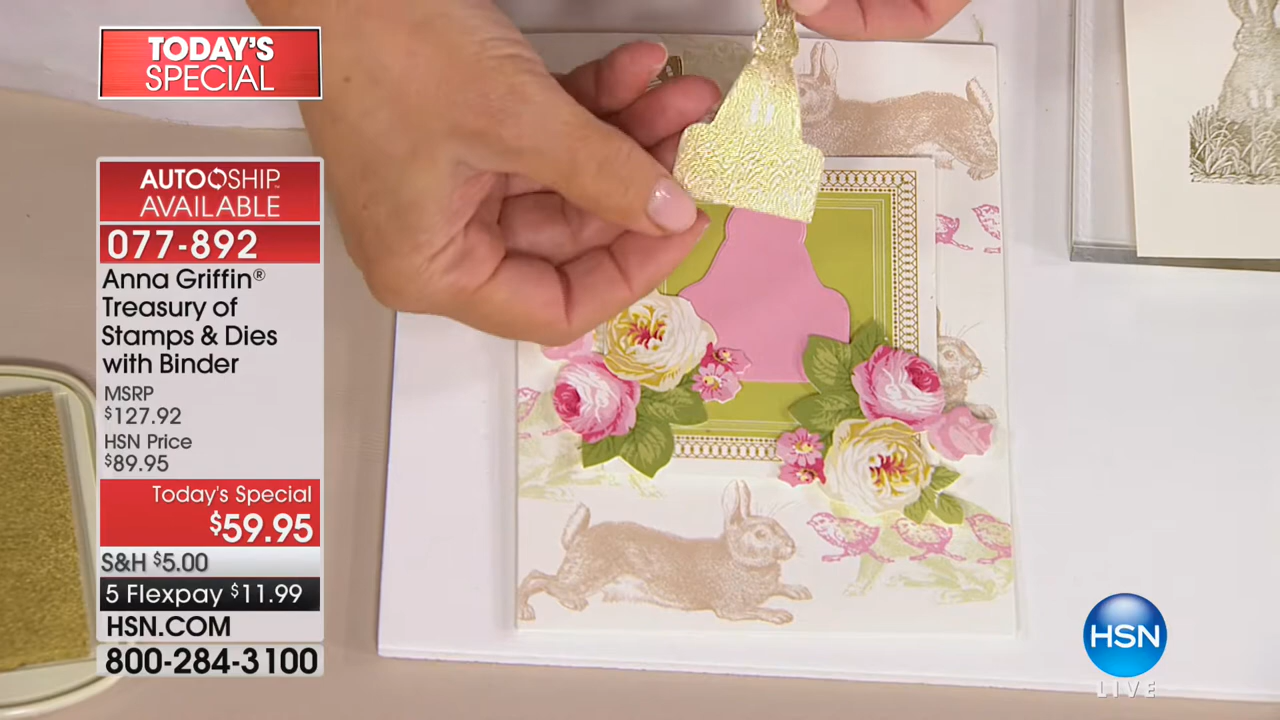 TODAY'S
SPECIAL
AUTOSHIP™
AVAILABLE
077-892
Anna Griffin®
Treasury of
Stamps & Dies
with Binder
MSRP
$127.92
HSN Price
$89.95
Today's Special
$59.95
S&H $5.00
5 Flexpay $11.99
HSN.COM
800-284-3100
HSN
LIVE